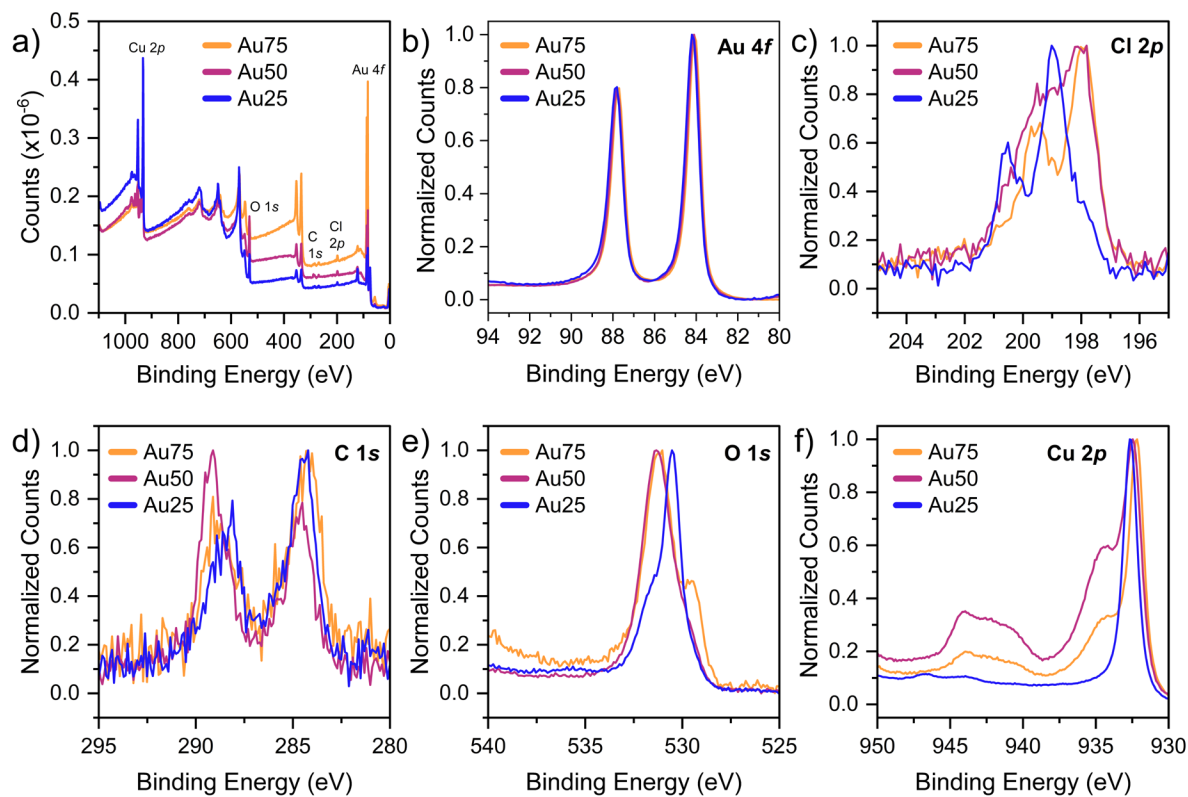 a)
Cu 2p
Au75
Au50
Au25
Au 4f
O 1s
C
1s
Cl
2p
Counts (x10-6)
0.5
0.4
0.3
0.2
0.1
0.0
1000 800 600 400 200 0
Binding Energy (eV)
b)
Au75
Au50
Au25
Au 4f
Normalized Counts
1.0
0.8
0.6
0.4
0.2
0.0
94 92 90 88 86 84 82 80
Binding Energy (eV)
c)
Au75
Au50
Au25
Cl 2p
Normalized Counts
1.0
0.8
0.6
0.4
0.2
0.0
204 202 200 198 196
Binding Energy (eV)
d)
Au75
Au50
Au25
C 1s
Normalized Counts
1.0
0.8
0.6
0.4
0.2
0.0
295 290 285 280
Binding Energy (eV)
e)
Au75
Au50
Au25
O 1s
Normalized Counts
1.0
0.8
0.6
0.4
0.2
0.0
540 535 530 525
Binding Energy (eV)
f)
Au75
Au50
Au25
Cu 2p
Normalized Counts
1.0
0.8
0.6
0.4
0.2
0.0
950 945 940 935 930
Binding Energy (eV)